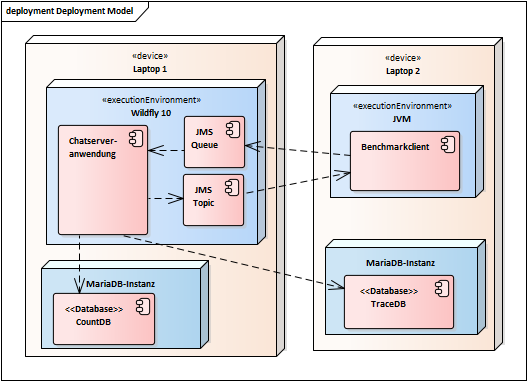 deployment Deployment Model
«device»
Laptop 1
«executionEnvironment»
Wildfly 10
Chatserver-
anwendung
JMS
Queue
JMS
Topic
MariaDB-Instanz
<<Database>>
CountDB
«device»
Laptop 2
«executionEnvironment»
JVM
Benchmarkclient
MariaDB-Instanz
<<Database>>
TraceDB